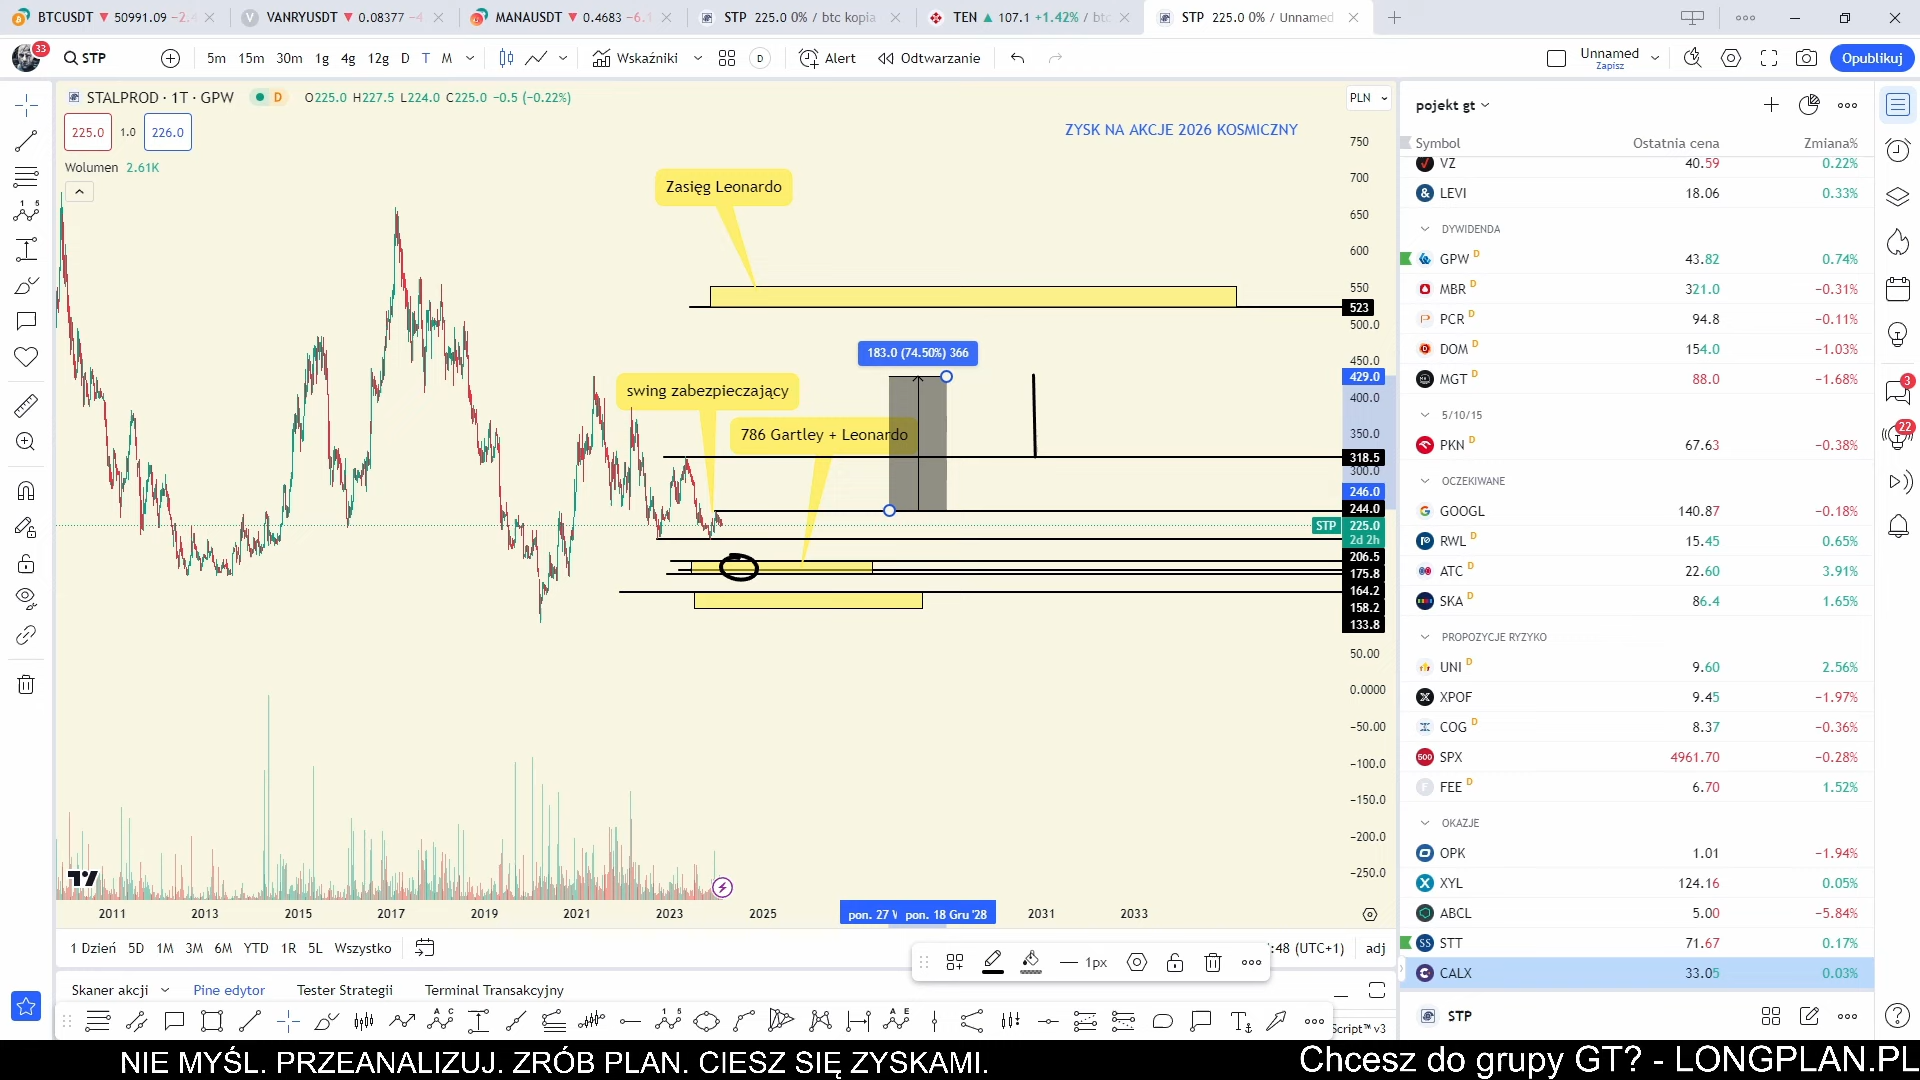 BTCUSDT ▼ 50991.09 −2.4
VANRYUSDT ▼ 0.08377 −4
MANAUSDT ▼ 0.4683 −6.1
STP 225.0 0% / btc kopia
TEN ▲ 107.1 +1.42% / btc
STP 225.0 0% / Unnamed
33
STP
5m 15m 30m 1g 4g 12g D T M
Wskaźniki
D
Alert
Odtwarzanie
Unnamed
Zapisz
Opublikuj
STALPROD · 1T · GPW
D
O225.0 H227.5 L224.0 C225.0 −0.5 (−0.22%)
225.0 1.0 226.0
Wolumen 2.61K
PLN
ZYSK NA AKCJE 2026 KOSMICZNY
Zasięg Leonardo
183.0 (74.50%) 366
swing zabezpieczający
786 Gartley + Leonardo
750
700
650
600
550
523
500.0
450.0
429.0
400.0
350.0
318.5
300.0
246.0
244.0
STP 225.0
2d 2h
206.5
175.8
164.2
158.2
133.8
50.00
0.0000
−50.00
−100.0
−150.0
−200.0
−250.0
2011 2013 2015 2017 2019 2021 2023 2025 pon. 27 pon. 18 Gru '28 2031 2033
1 Dzień 5D 1M 3M 6M YTD 1R 5L Wszystko
:48 (UTC+1) adj
1px
Skaner akcji
Pine edytor
Tester Strategii
Terminal Transakcyjny
Script™ v3
pojekt gt
Symbol Ostatnia cena Zmiana%
VZ 40.59 0.22%
LEVI 18.06 0.33%
DYWIDENDA
GPW D 43.82 0.74%
MBR D 321.0 −0.31%
PCR D 94.8 −0.11%
DOM D 154.0 −1.03%
MGT D 88.0 −1.68%
5/10/15
PKN D 67.63 −0.38%
OCZEKIWANE
GOOGL 140.87 −0.18%
RWL D 15.45 0.65%
ATC D 22.60 3.91%
SKA D 86.4 1.65%
PROPOZYCJE RYZYKO
UNI D 9.60 2.56%
XPOF 9.45 −1.97%
COG D 8.37 −0.36%
SPX 4961.70 −0.28%
FEE D 6.70 1.52%
OKAZJE
OPK 1.01 −1.94%
XYL 124.16 0.05%
ABCL 5.00 −5.84%
STT 71.67 0.17%
CALX 33.05 0.03%
STP
3
22
NIE MYŚL. PRZEANALIZUJ. ZRÓB PLAN. CIESZ SIĘ ZYSKAMI.
Chcesz do grupy GT? - LONGPLAN.PL